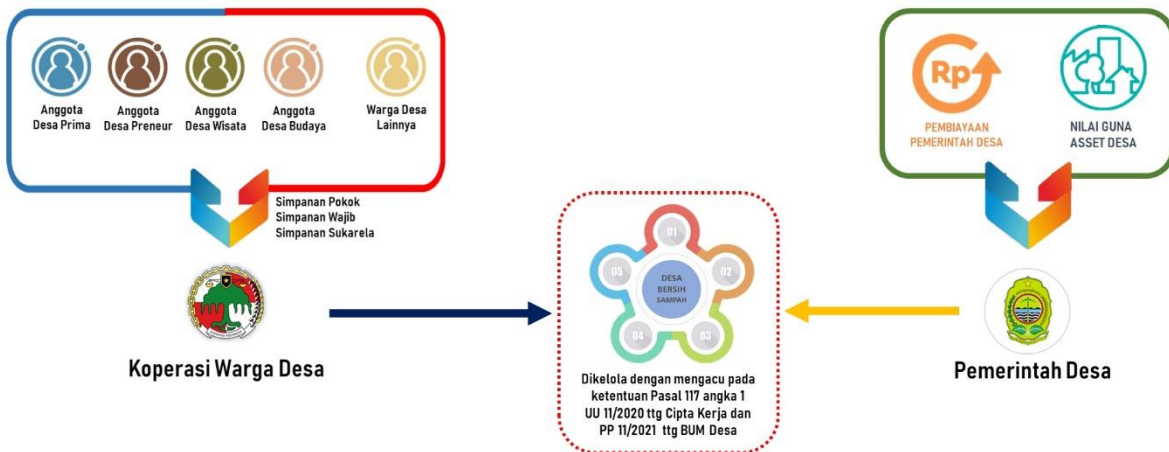 Anggota
Desa Prima
Anggota
Desa Preneur
Anggota
Desa Wisata
Anggota
Desa Budaya
Warga Desa
Lainnya
Simpanan Pokok
Simpanan Wajib
Simpanan Sukarela
Koperasi Warga Desa
01
02
03
04
05
DESA
BERSIH
SAMPAH
Dikelola dengan mengacu pada
ketentuan Pasal 117 angka 1
UU 11/2020 ttg Cipta Kerja dan
PP 11/2021 ttg BUM Desa
Rp
PEMBIAYAAN
PEMERINTAH DESA
NILAI GUNA
ASSET DESA
Pemerintah Desa